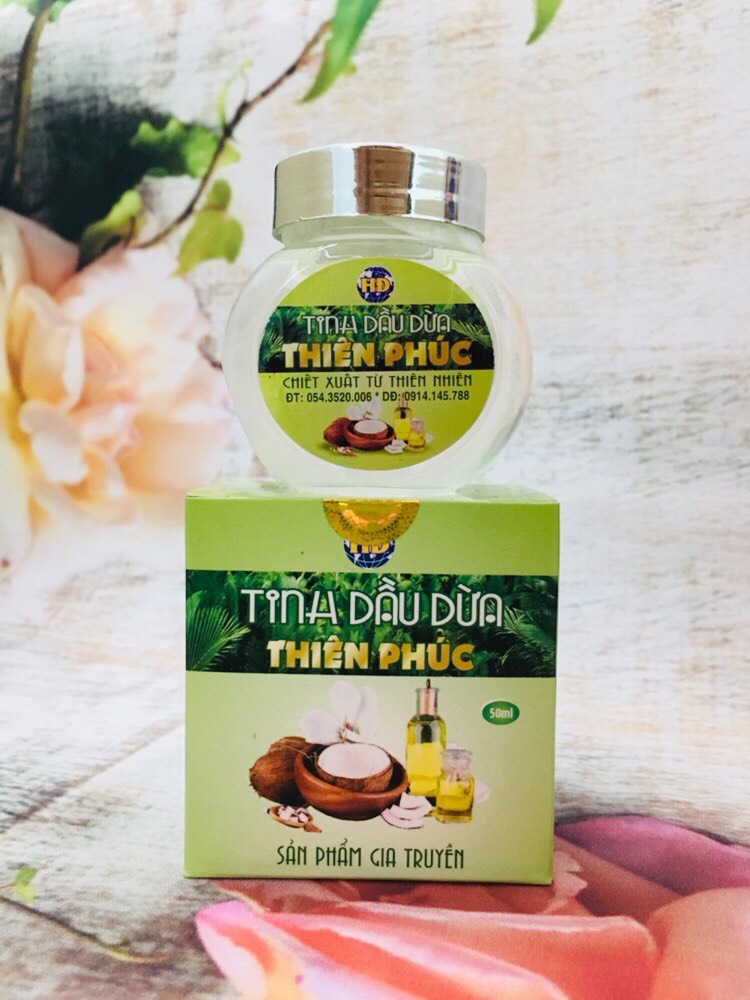 HĐ
TINH DẦU DỪA
THIÊN PHÚC
CHIẾT XUẤT TỪ THIÊN NHIÊN
ĐT: 054.3520.006 * DĐ: 0914.145.788
HĐ
TINH DẦU DỪA
THIÊN PHÚC
50ml
SẢN PHẨM GIA TRUYỀN